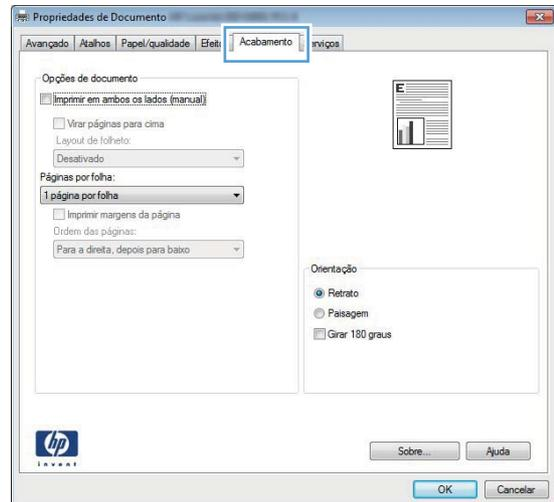 Propriedades de Documento
Avançado Atalhos Papel/qualidade Acabamento
Opções de documento
Imprimir em ambos os lados (manual)
Virar páginas para cima
Layout de folheto:
Desativado
Páginas por folha:
1 página por folha
Imprimir margens da página
Ordem das páginas:
Para a direita, depois para baixo
E
Orientação
Retrato
Paisagem
Girar 180 graus
hp
invent
Sobre... Ajuda
OK Cancelar